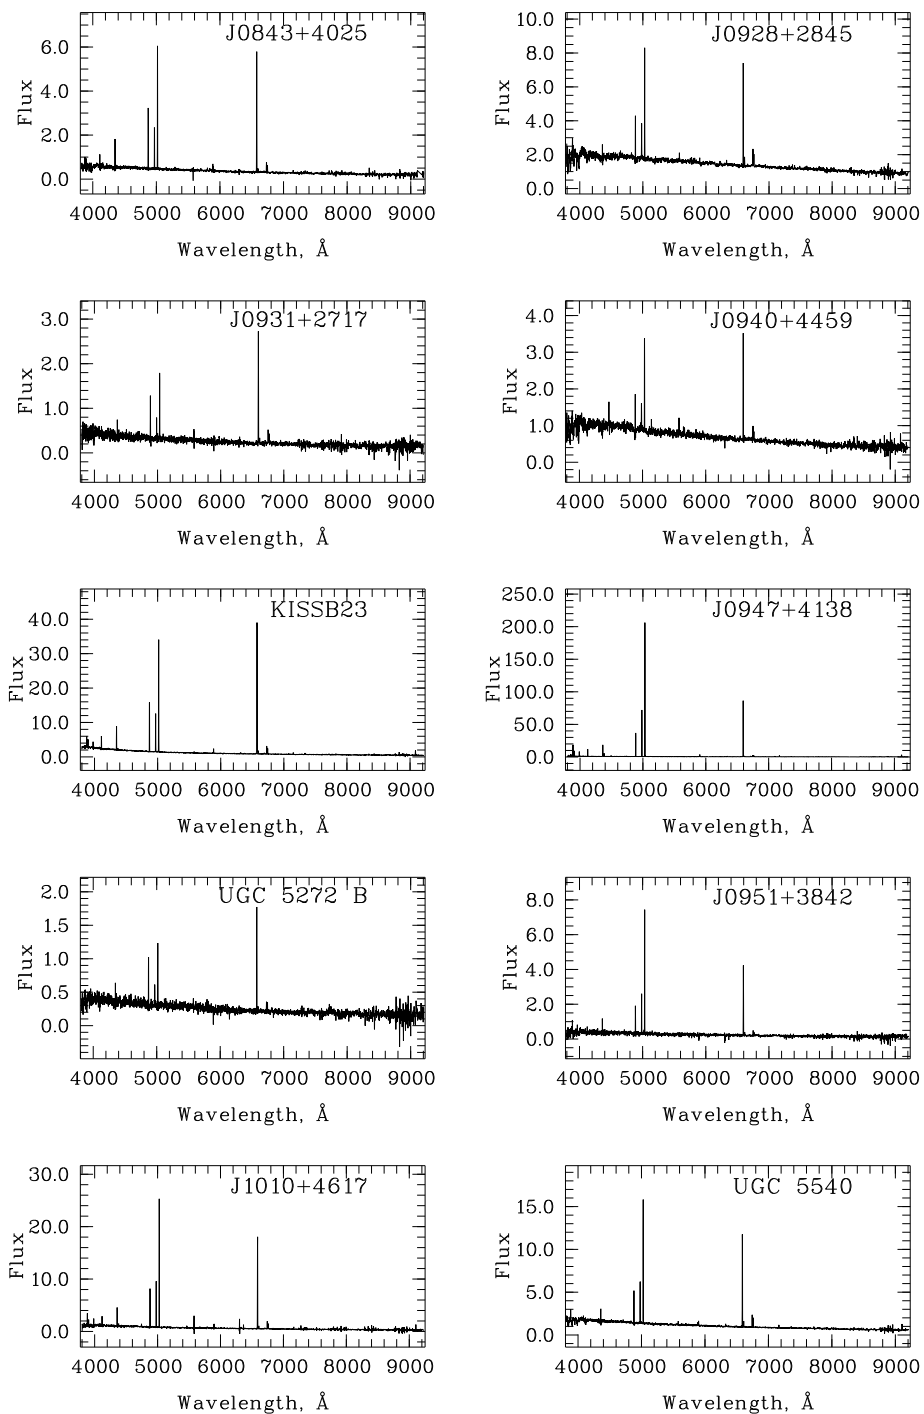 J0843+4025
Flux
6.0
4.0
2.0
0.0
4000 5000 6000 7000 8000 9000
Wavelength, Å
J0928+2845
Flux
10.0
8.0
6.0
4.0
2.0
0.0
4000 5000 6000 7000 8000 9000
Wavelength, Å
J0931+2717
Flux
3.0
2.0
1.0
0.0
4000 5000 6000 7000 8000 9000
Wavelength, Å
J0940+4459
Flux
4.0
3.0
2.0
1.0
0.0
4000 5000 6000 7000 8000 9000
Wavelength, Å
KISSB23
Flux
40.0
30.0
20.0
10.0
0.0
4000 5000 6000 7000 8000 9000
Wavelength, Å
J0947+4138
Flux
250.0
200.0
150.0
100.0
50.0
0.0
4000 5000 6000 7000 8000 9000
Wavelength, Å
UGC 5272 B
Flux
2.0
1.5
1.0
0.5
0.0
4000 5000 6000 7000 8000 9000
Wavelength, Å
J0951+3842
Flux
8.0
6.0
4.0
2.0
0.0
4000 5000 6000 7000 8000 9000
Wavelength, Å
J1010+4617
Flux
30.0
20.0
10.0
0.0
4000 5000 6000 7000 8000 9000
Wavelength, Å
UGC 5540
Flux
15.0
10.0
5.0
0.0
4000 5000 6000 7000 8000 9000
Wavelength, Å